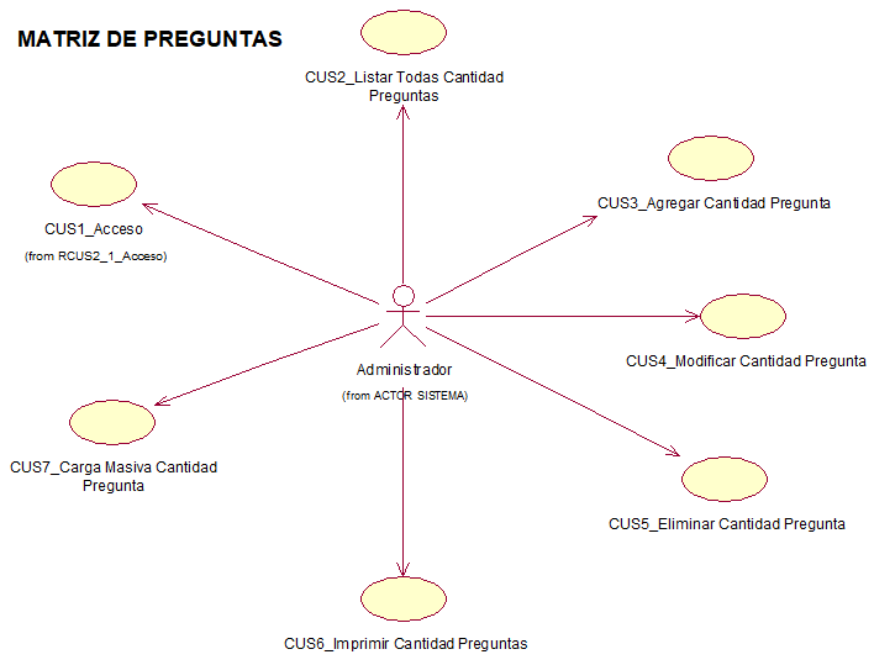 MATRIZ DE PREGUNTAS
CUS2_Listar Todas Cantidad
Preguntas
CUS3_Agregar Cantidad Pregunta
CUS1_Acceso
(from RCUS2_1_Acceso)
CUS4_Modificar Cantidad Pregunta
Administrador
(from ACTOR SISTEMA)
CUS7_Carga Masiva Cantidad
Pregunta
CUS5_Eliminar Cantidad Pregunta
CUS6_Imprimir Cantidad Preguntas